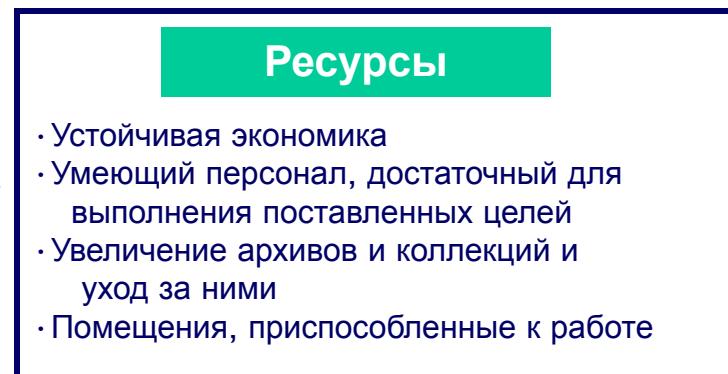 Ресурсы
· Устойчивая экономика
· Умеющий персонал, достаточный для
выполнения поставленных целей
· Увеличение архивов и коллекций и
уход за ними
· Помещения, приспособленные к работе